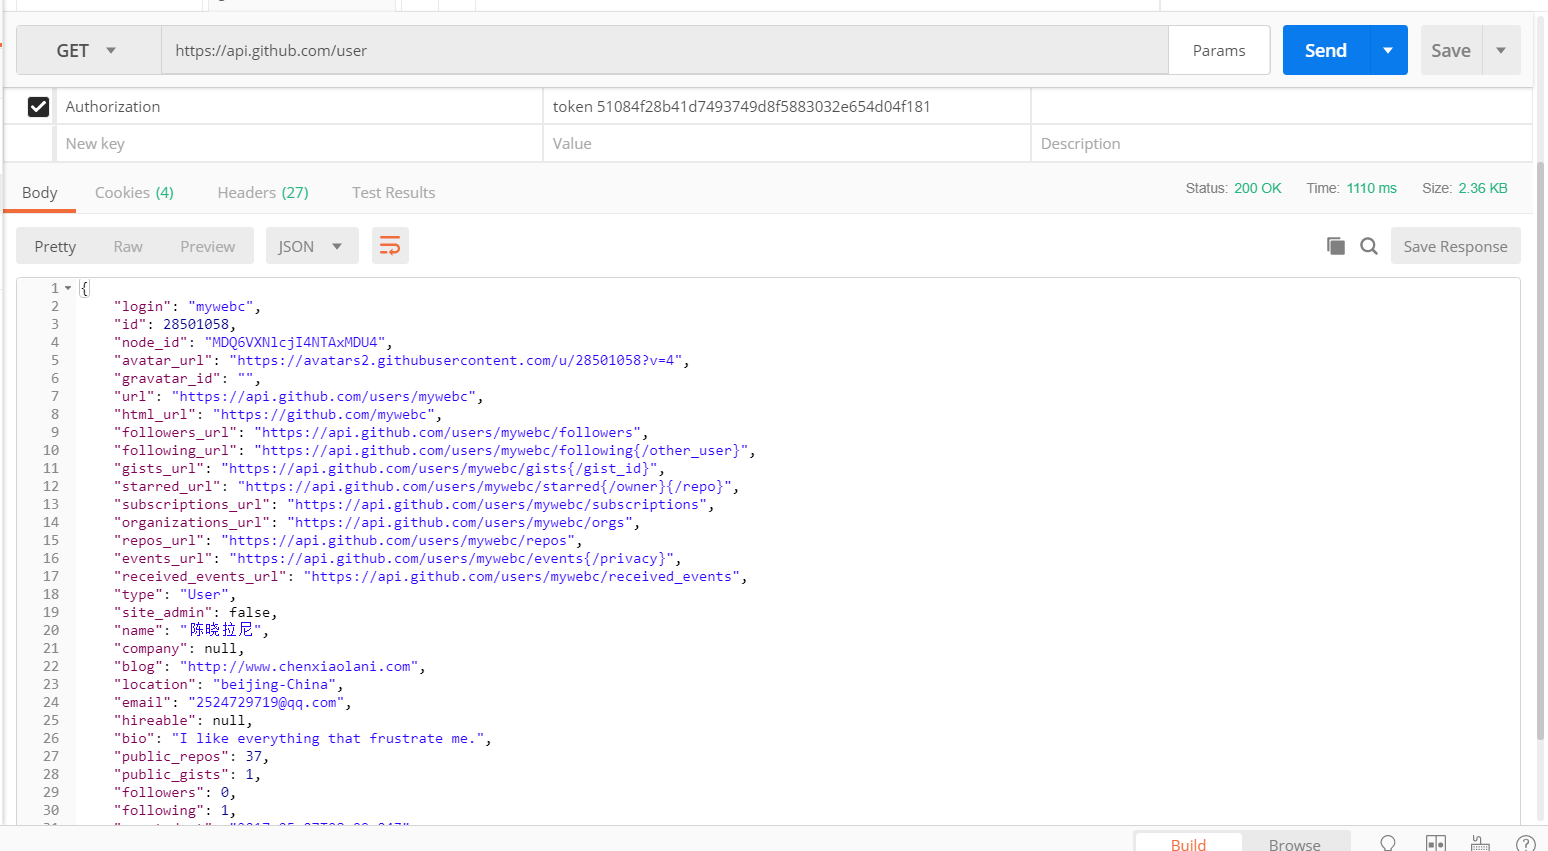 GET https://api.github.com/user Params Send Save
Authorization token 51084f28b41d7493749d8f5883032e654d04f181
New key Value Description
Body Cookies (4) Headers (27) Test Results Status: 200 OK Time: 1110 ms Size: 2.36 KB
Pretty Raw Preview JSON Save Response
1 {
2 "login": "mywebc",
3 "id": 28501058,
4 "node_id": "MDQ6VXNlcjI4NTAxMDU4",
5 "avatar_url": "https://avatars2.githubusercontent.com/u/28501058?v=4",
6 "gravatar_id": "",
7 "url": "https://api.github.com/users/mywebc",
8 "html_url": "https://github.com/mywebc",
9 "followers_url": "https://api.github.com/users/mywebc/followers",
10 "following_url": "https://api.github.com/users/mywebc/following{/other_user}",
11 "gists_url": "https://api.github.com/users/mywebc/gists{/gist_id}",
12 "starred_url": "https://api.github.com/users/mywebc/starred{/owner}{/repo}",
13 "subscriptions_url": "https://api.github.com/users/mywebc/subscriptions",
14 "organizations_url": "https://api.github.com/users/mywebc/orgs",
15 "repos_url": "https://api.github.com/users/mywebc/repos",
16 "events_url": "https://api.github.com/users/mywebc/events{/privacy}",
17 "received_events_url": "https://api.github.com/users/mywebc/received_events",
18 "type": "User",
19 "site_admin": false,
20 "name": "陈晓拉尼",
21 "company": null,
22 "blog": "http://www.chenxiaolani.com",
23 "location": "beijing-China",
24 "email": "2524729719@qq.com",
25 "hireable": null,
26 "bio": "I like everything that frustrate me.",
27 "public_repos": 37,
28 "public_gists": 1,
29 "followers": 0,
30 "following": 1,
Build Browse